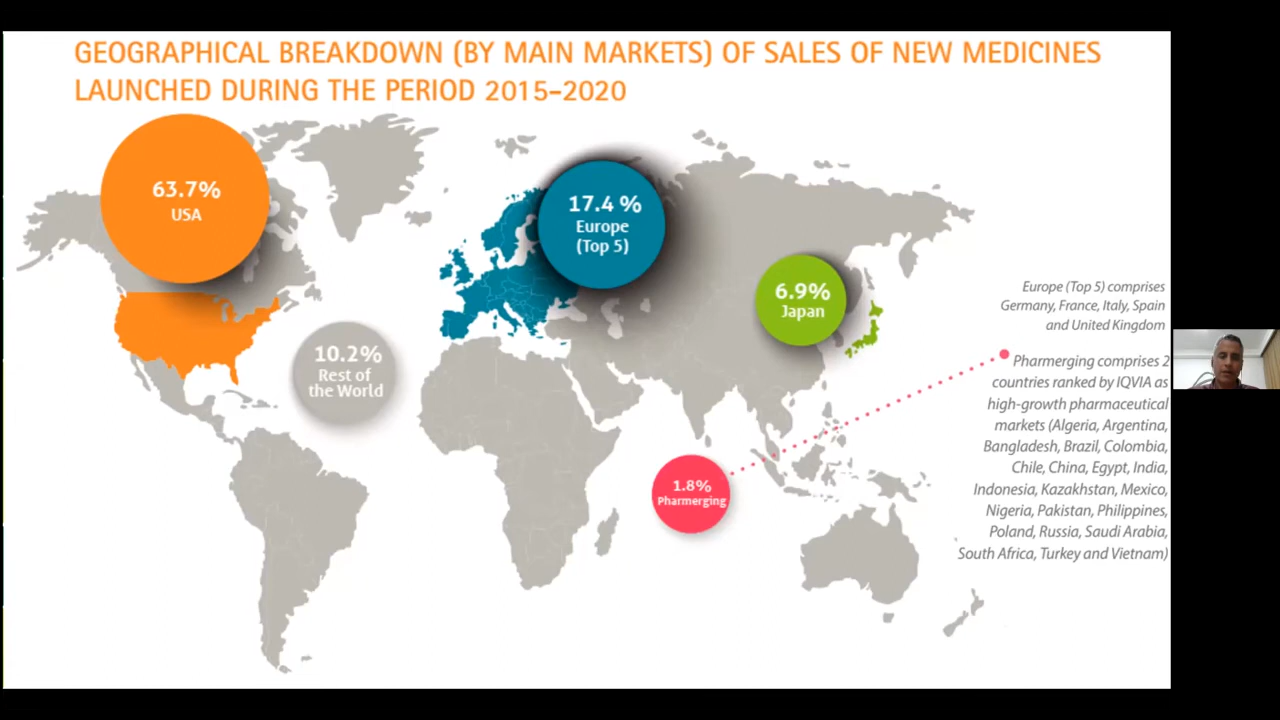 GEOGRAPHICAL BREAKDOWN (BY MAIN MARKETS) OF SALES OF NEW MEDICINES
LAUNCHED DURING THE PERIOD 2015–2020
63.7%
USA
17.4 %
Europe
(Top 5)
6.9%
Japan
10.2%
Rest of
the World
1.8%
Pharmerging
Europe (Top 5) comprises
Germany, France, Italy, Spain
and United Kingdom
Pharmerging comprises 2
countries ranked by IQVIA as
high-growth pharmaceutical
markets (Algeria, Argentina,
Bangladesh, Brazil, Colombia,
Chile, China, Egypt, India,
Indonesia, Kazakhstan, Mexico,
Nigeria, Pakistan, Philippines,
Poland, Russia, Saudi Arabia,
South Africa, Turkey and Vietnam)